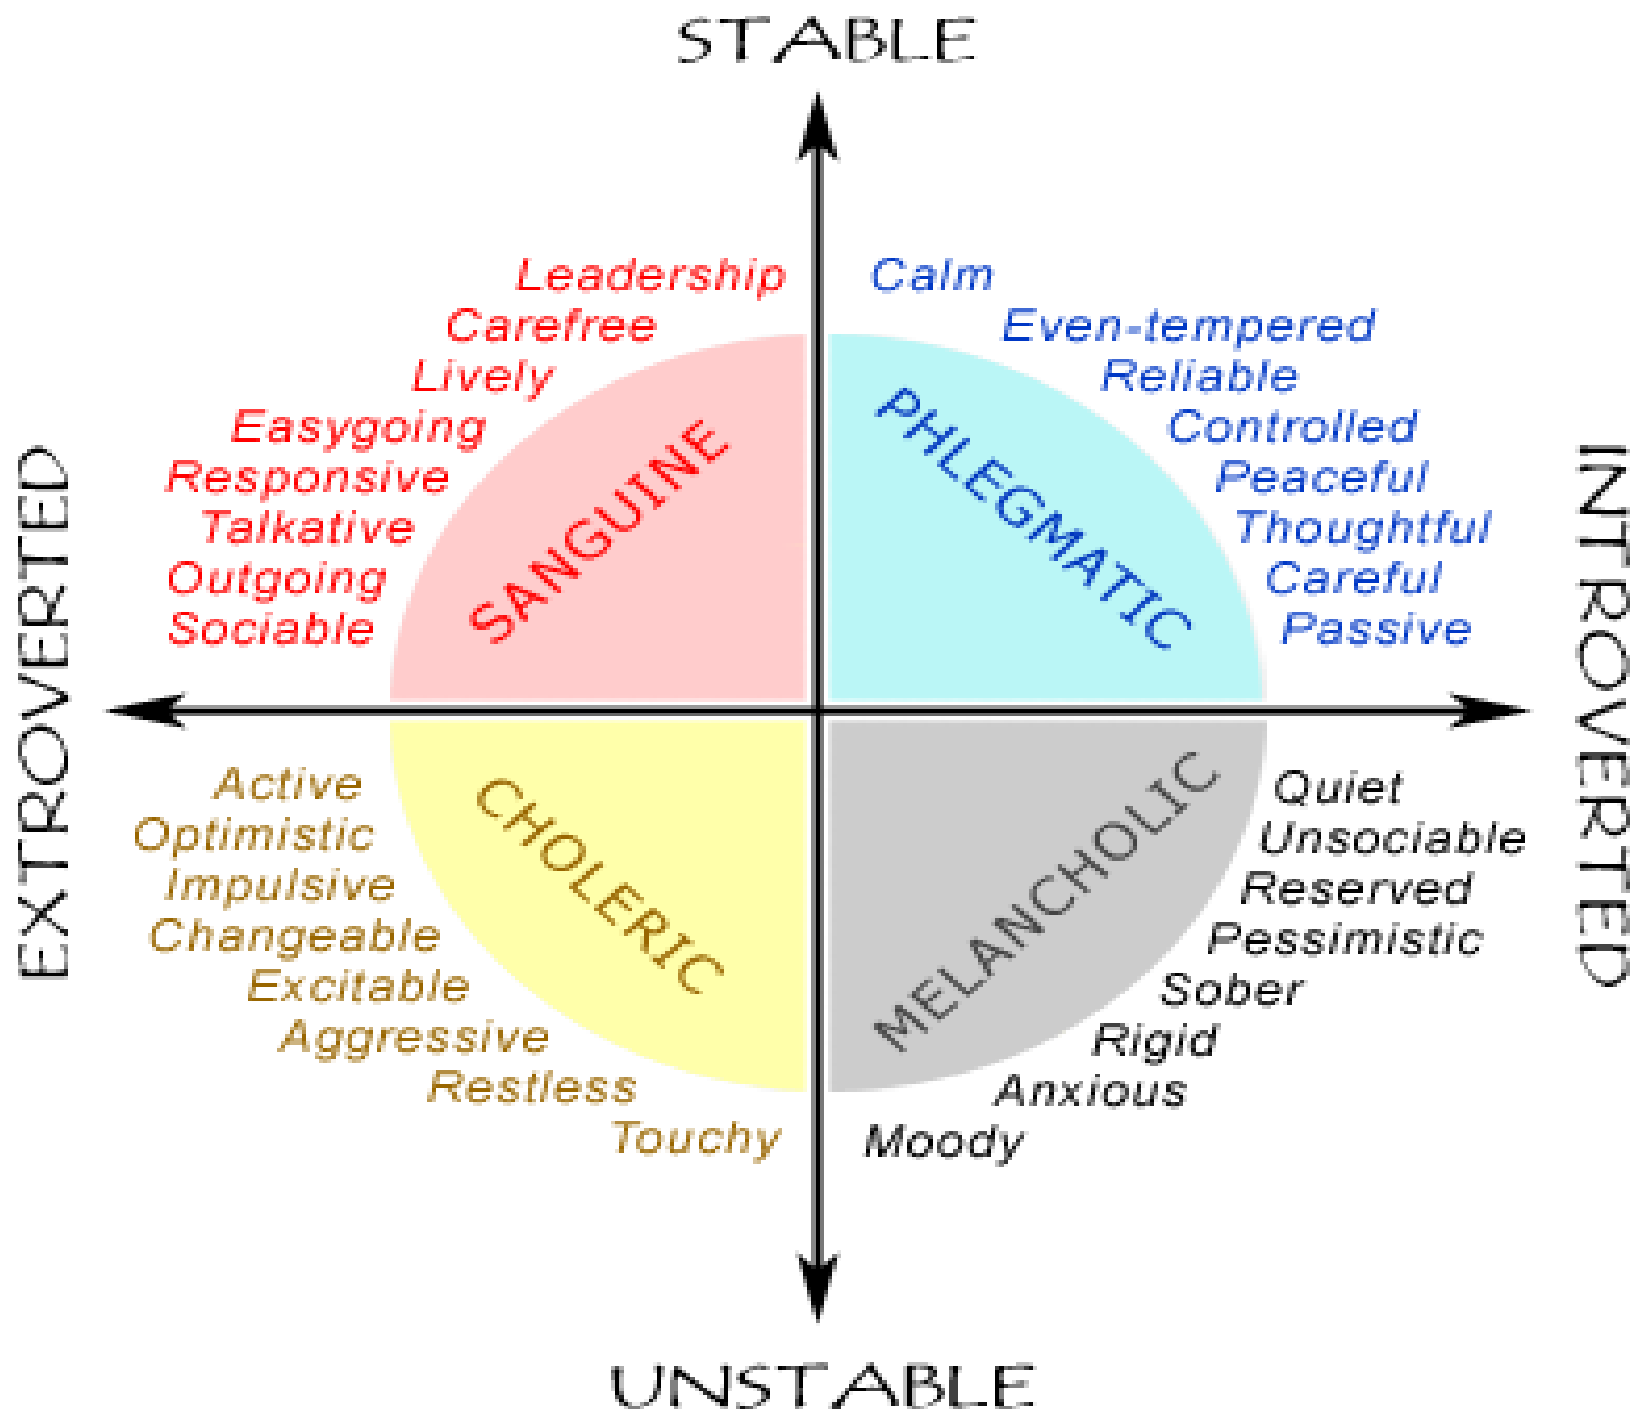 STABLE
Leadership
Carefree
Lively
Easygoing
Responsive
Talkative
Outgoing
Sociable
SANGUINE
Calm
Even-tempered
Reliable
Controlled
Peaceful
Thoughtful
Careful
Passive
PHLEGMATIC
EXTROVERTED
INTROVERTED
Active
Optimistic
Impulsive
Changeable
Excitable
Aggressive
Restless
Touchy
CHOLERIC
Quiet
Unsociable
Reserved
Pessimistic
Sober
Rigid
Anxious
Moody
MELANCHOLIC
UNSTABLE